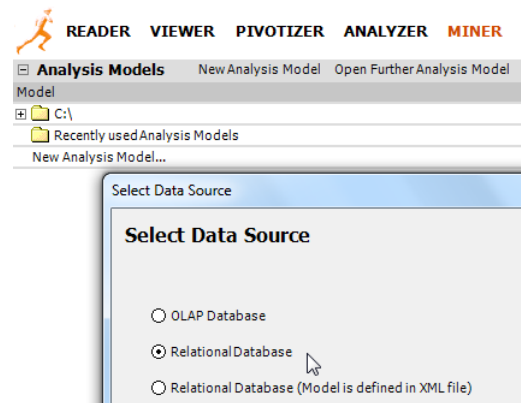 READER VIEWER PIVOTIZER ANALYZER MINER
Analysis Models New Analysis Model Open Further Analysis Model
Model
C:\
Recently used Analysis Models
New Analysis Model...
Select Data Source
Select Data Source
OLAP Database
Relational Database
Relational Database (Model is defined in XML file)